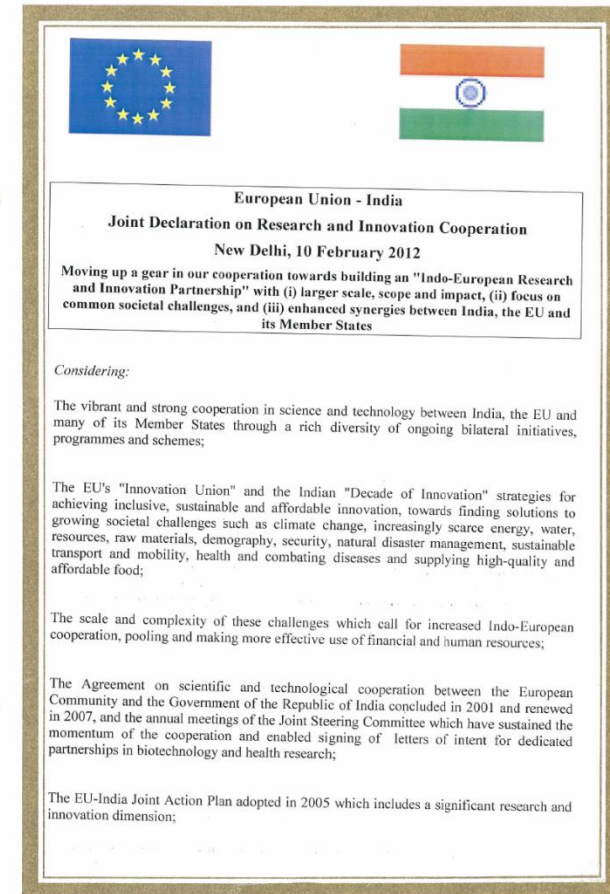 European Union - India
Joint Declaration on Research and Innovation Cooperation
New Delhi, 10 February 2012
Moving up a gear in our cooperation towards building an "Indo-European Research
and Innovation Partnership" with (i) larger scale, scope and impact, (ii) focus on
common societal challenges, and (iii) enhanced synergies between India, the EU and
its Member States
Considering:
The vibrant and strong cooperation in science and technology between India, the EU and
many of its Member States through a rich diversity of ongoing bilateral initiatives,
programmes and schemes;
The EU's "Innovation Union" and the Indian "Decade of Innovation" strategies for
achieving inclusive, sustainable and affordable innovation, towards finding solutions to
growing societal challenges such as climate change, increasingly scarce energy, water,
resources, raw materials, demography, security, natural disaster management, sustainable
transport and mobility, health and combating diseases and supplying high-quality and
affordable food;
The scale and complexity of these challenges which call for increased Indo-European
cooperation, pooling and making more effective use of financial and human resources;
The Agreement on scientific and technological cooperation between the European
Community and the Government of the Republic of India concluded in 2001 and renewed
in 2007, and the annual meetings of the Joint Steering Committee which have sustained the
momentum of the cooperation and enabled signing of letters of intent for dedicated
partnerships in biotechnology and health research;
The EU-India Joint Action Plan adopted in 2005 which includes a significant research and
innovation dimension;